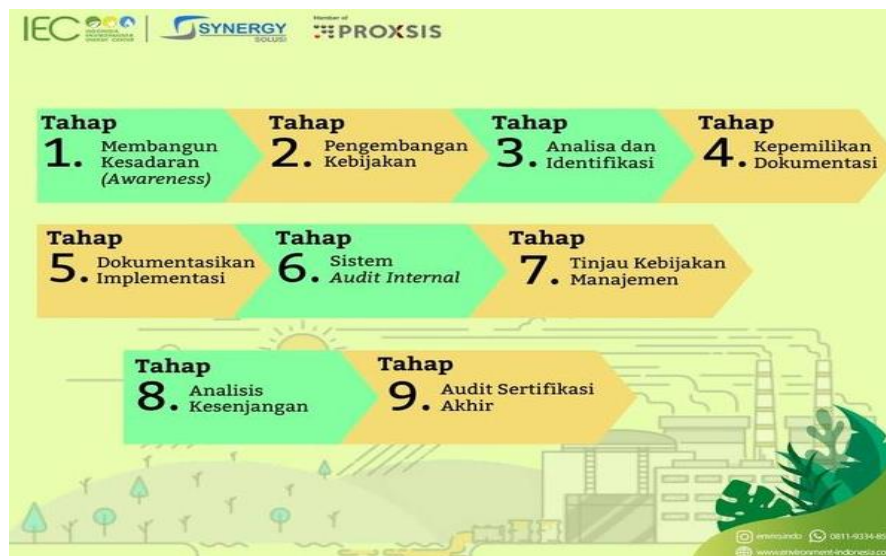 IEC
SYNERGY
SOLUSI
Member of
PROXSIS
Tahap
1. Membangun
Kesadaran
(Awareness)
Tahap
2. Pengembangan
Kebijakan
Tahap
3. Analisa dan
Identifikasi
Tahap
4. Kepemilikan
Dokumentasi
Tahap
5. Dokumentasikan
Implementasi
Tahap
6. Sistem
Audit Internal
Tahap
7. Tinjau Kebijakan
Manajemen
Tahap
8. Analisis
Kesenjangan
Tahap
9. Audit Sertifikasi
Akhir